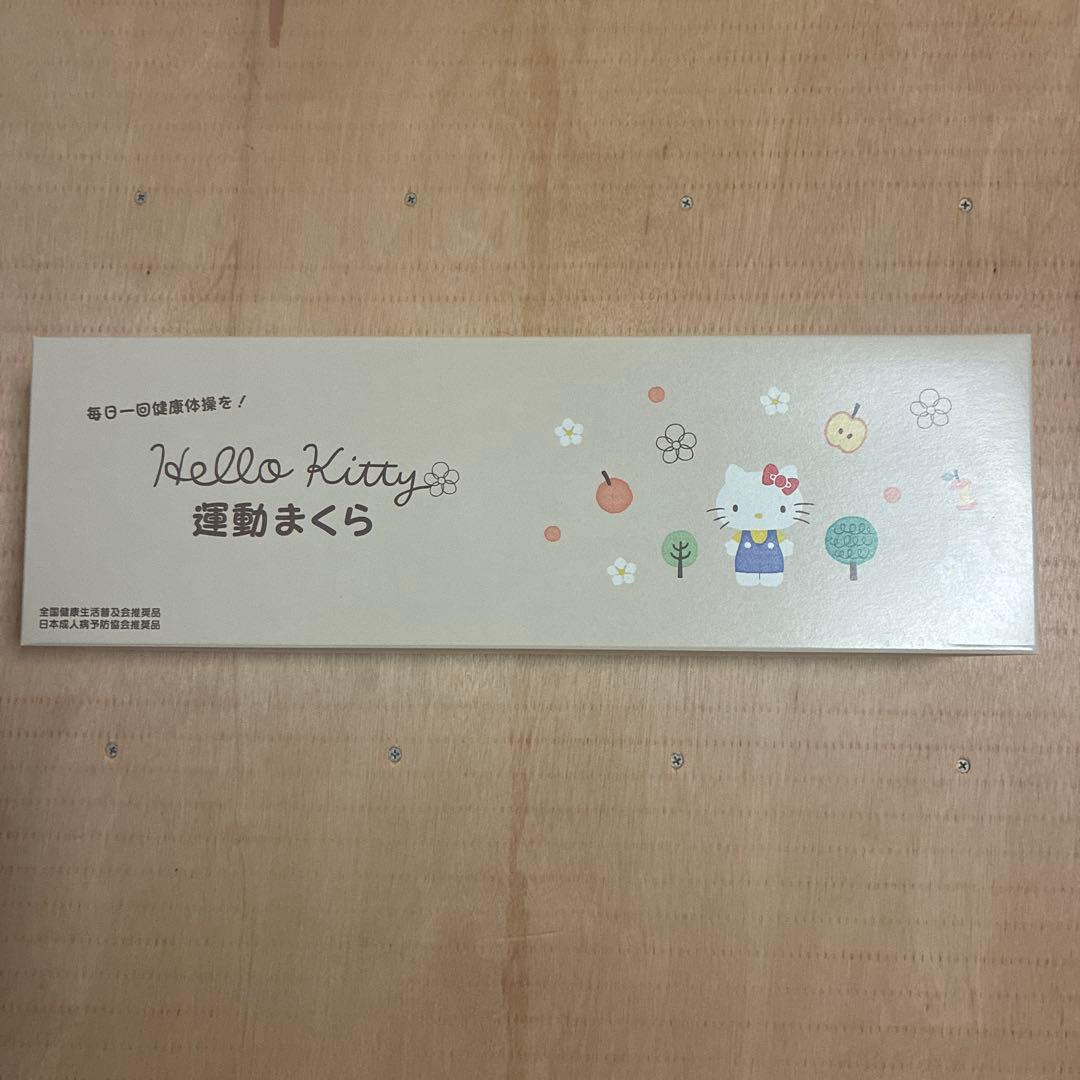 毎日一回健康体操を!
Hello Kitty
運動まくら
全国健康生活普及会推奨品
日本成人病予防協会推奨品